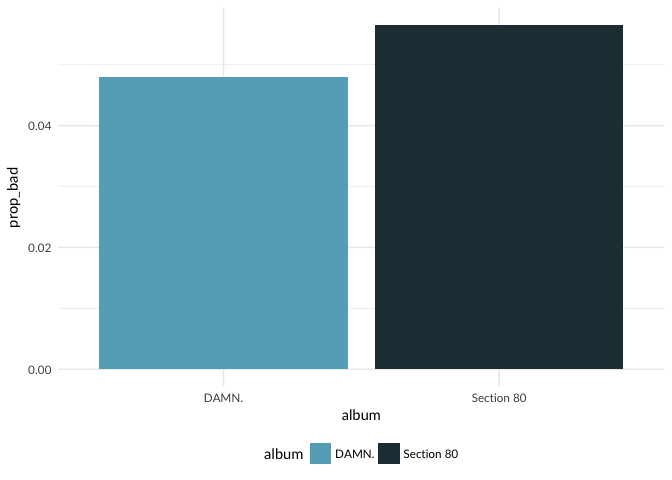 prop_bad
0.04
0.02
0.00
DAMN.
Section 80
album
album DAMN. Section 80